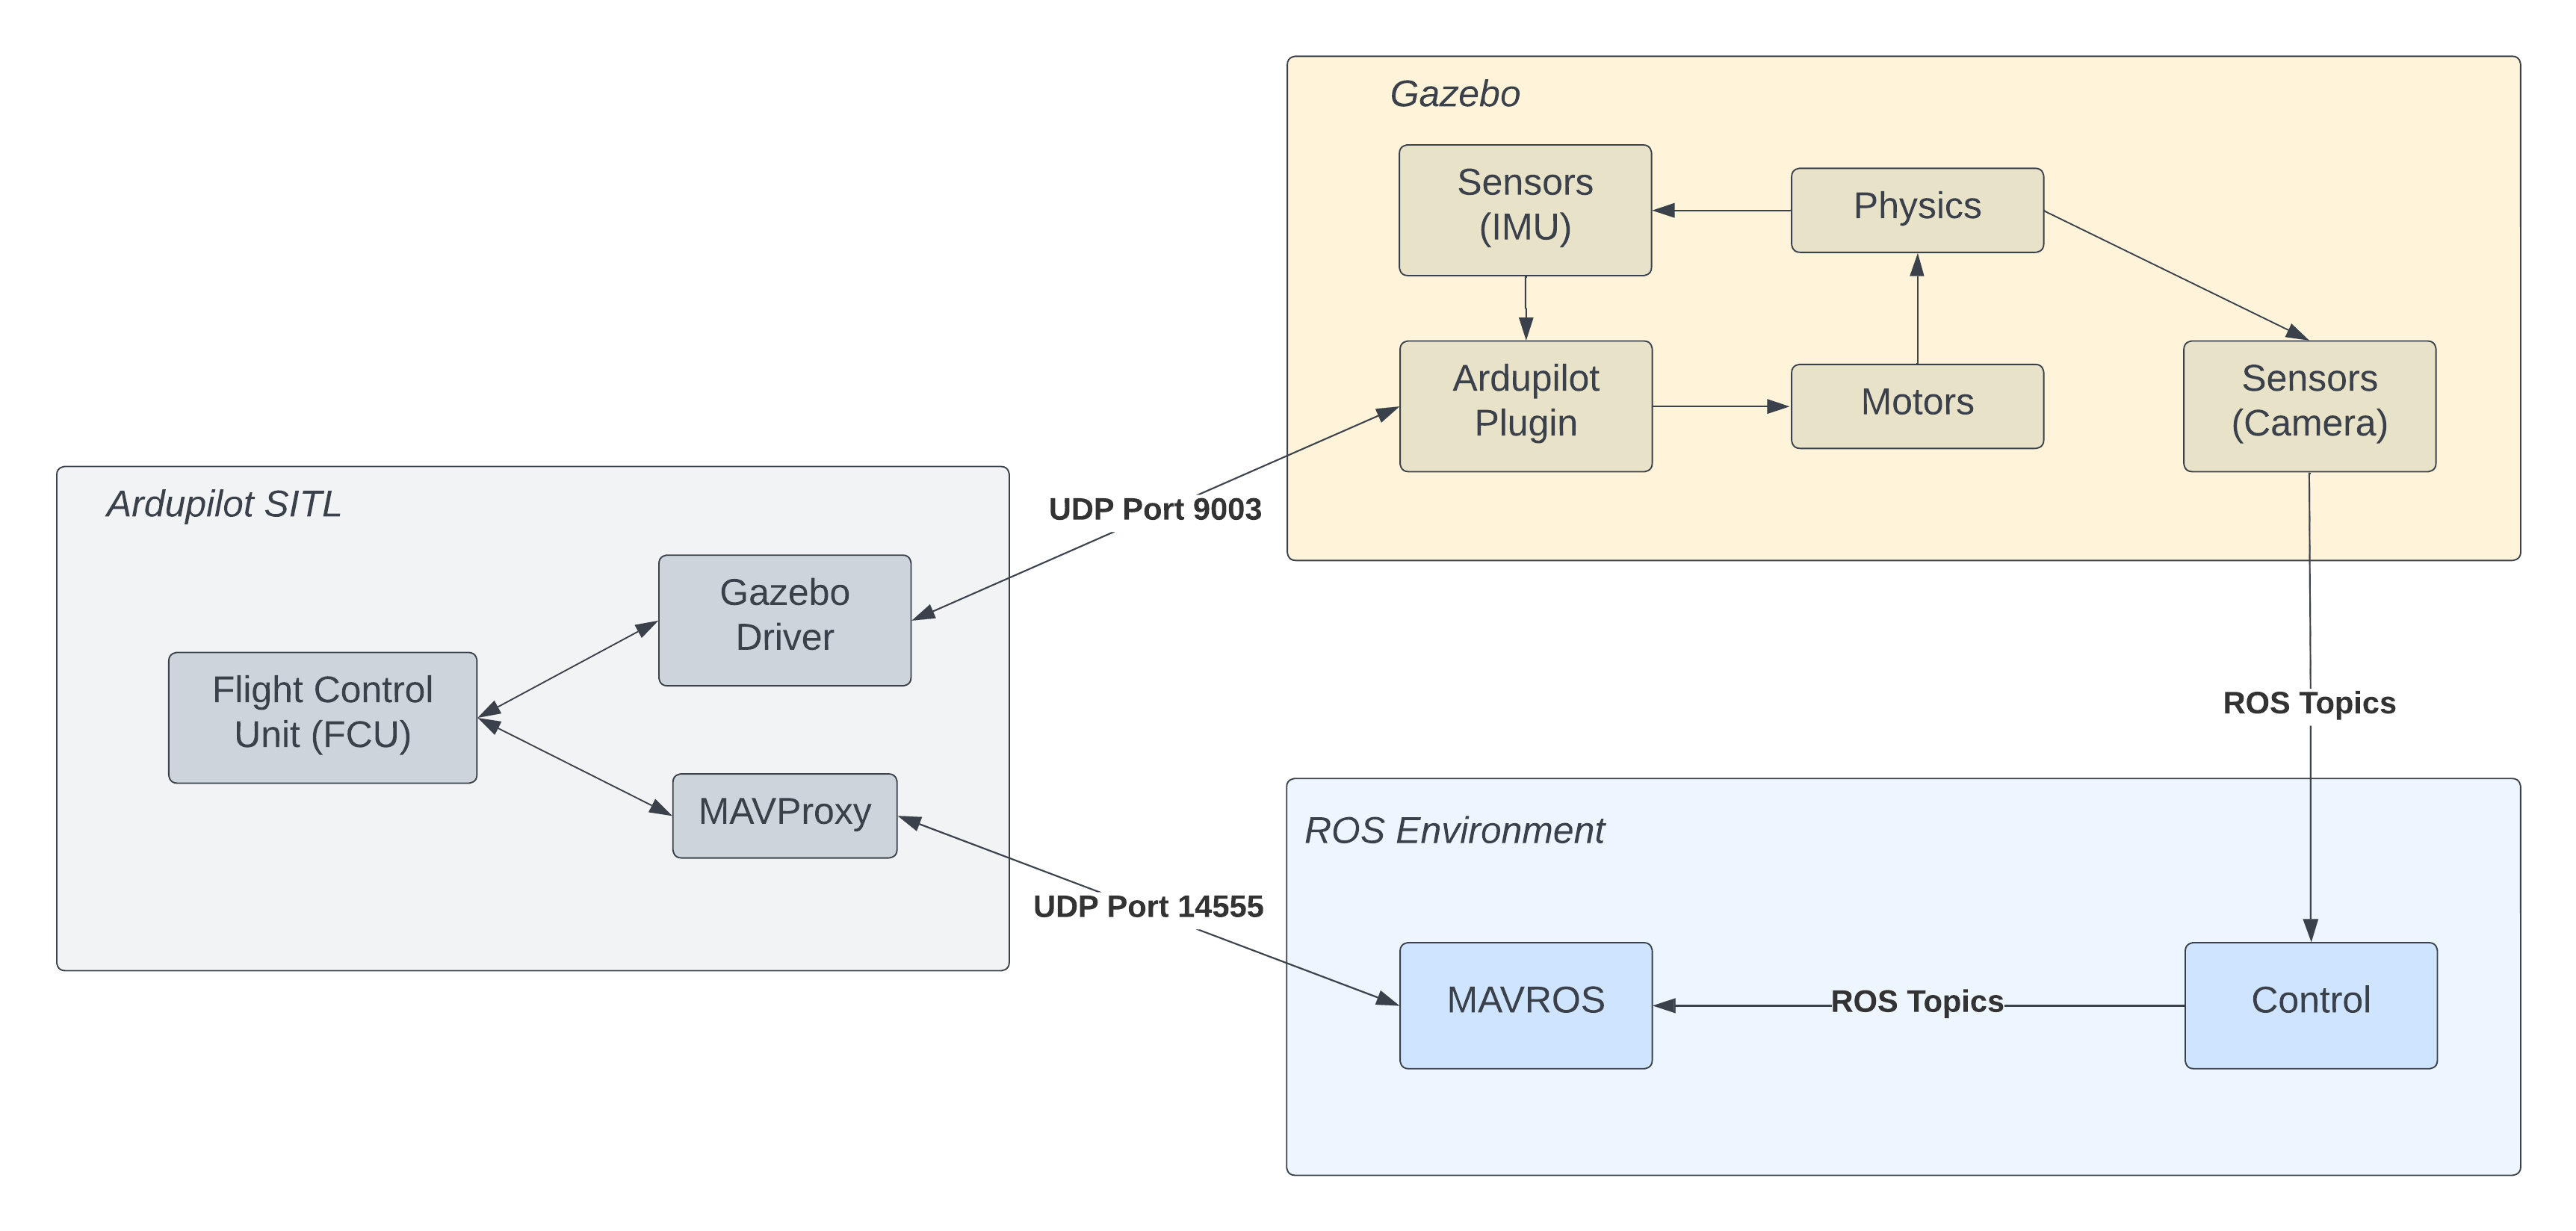 Gazebo
Sensors
(IMU)
Physics
Ardupilot
Plugin
Motors
Sensors
(Camera)
UDP Port 9003
Ardupilot SITL
Gazebo
Driver
Flight Control
Unit (FCU)
MAVProxy
UDP Port 14555
ROS Topics
ROS Environment
MAVROS
ROS Topics
Control